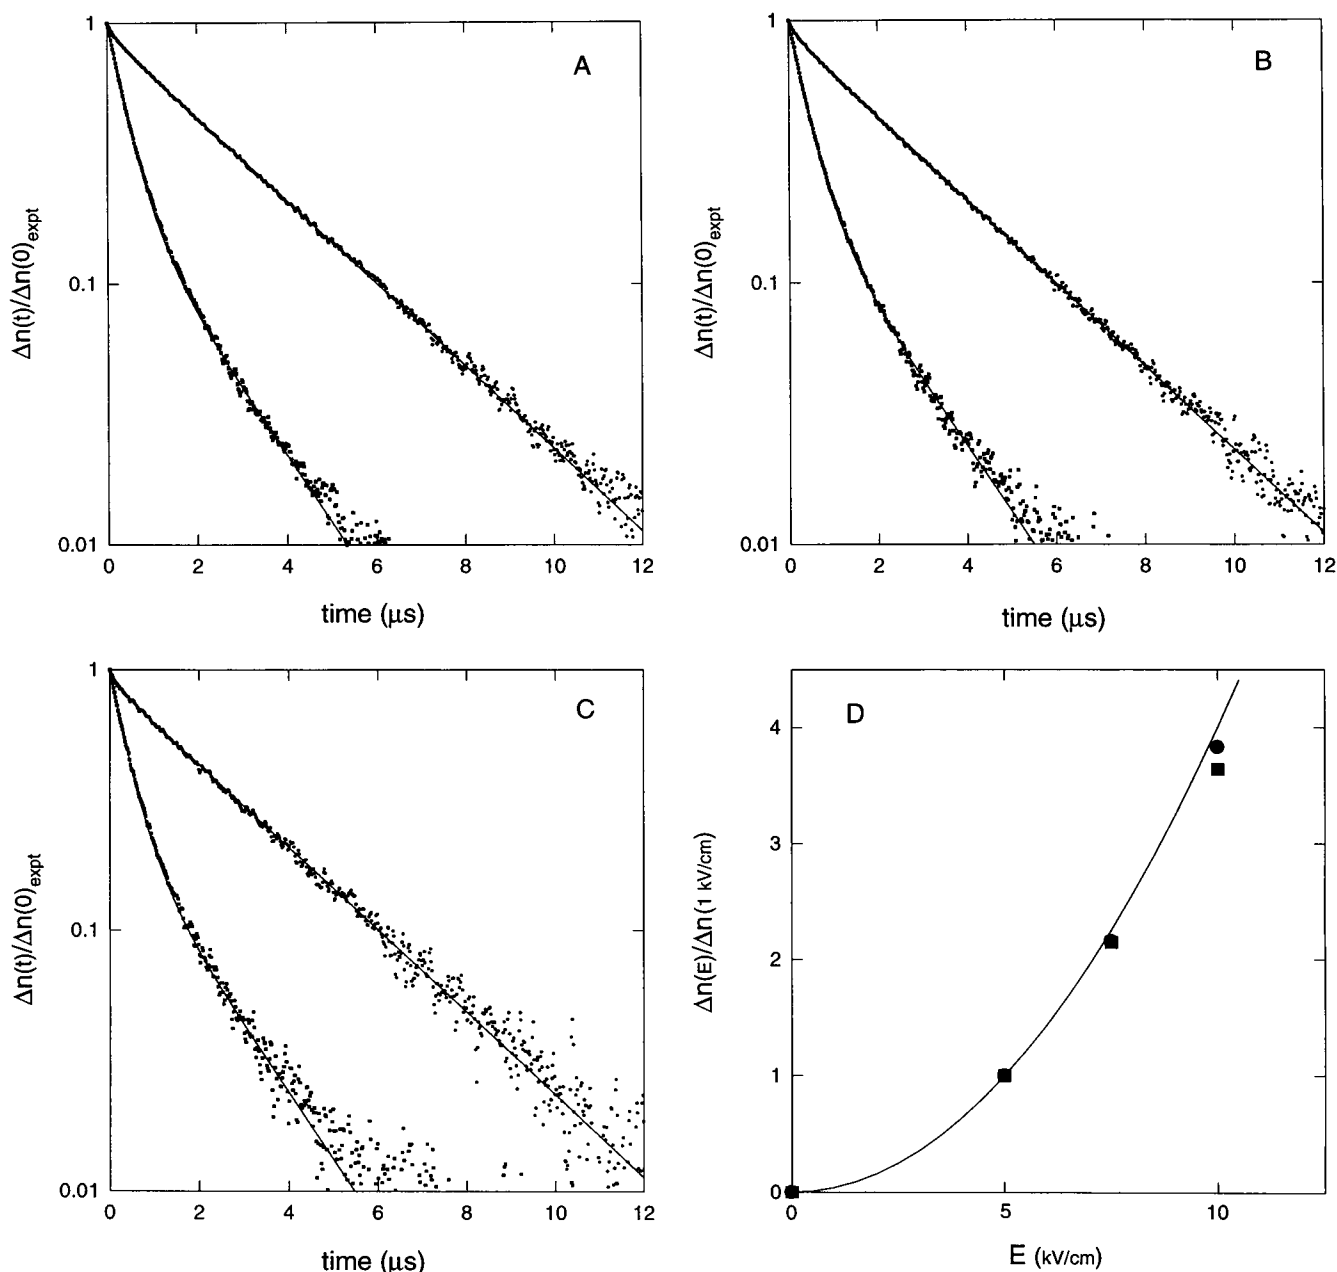 A
1
0.1
0.01
Δn(t)/Δn(0)expt
0 2 4 6 8 10 12
time (μs)
B
1
0.1
0.01
Δn(t)/Δn(0)expt
0 2 4 6 8 10 12
time (μs)
C
1
0.1
0.01
Δn(t)/Δn(0)expt
0 2 4 6 8 10 12
time (μs)
D
4
3
2
1
0
Δn(E)/Δn(1 kV/cm)
0 5 10
E (kV/cm)